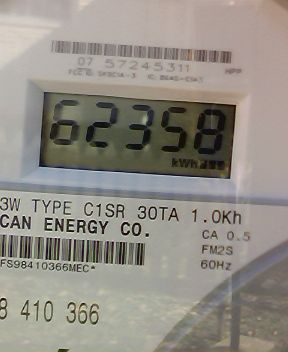 07 57245311
HPP
62358
kWh
3W TYPE C1SR 30TA 1.0Kh
CAN ENERGY CO.
CA 0.5
FM2S
60Hz
FS98410366MEC*
8 410 366